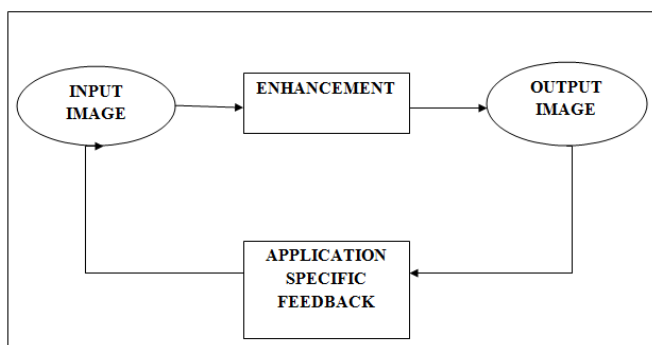 INPUT
IMAGE
ENHANCEMENT
OUTPUT
IMAGE
APPLICATION
SPECIFIC
FEEDBACK